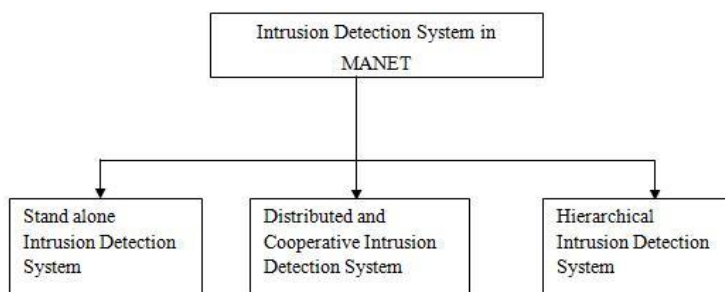 Intrusion Detection System in
MANET
Stand alone
Intrusion Detection
System
Distributed and
Cooperative Intrusion
Detection System
Hierarchical
Intrusion Detection
System